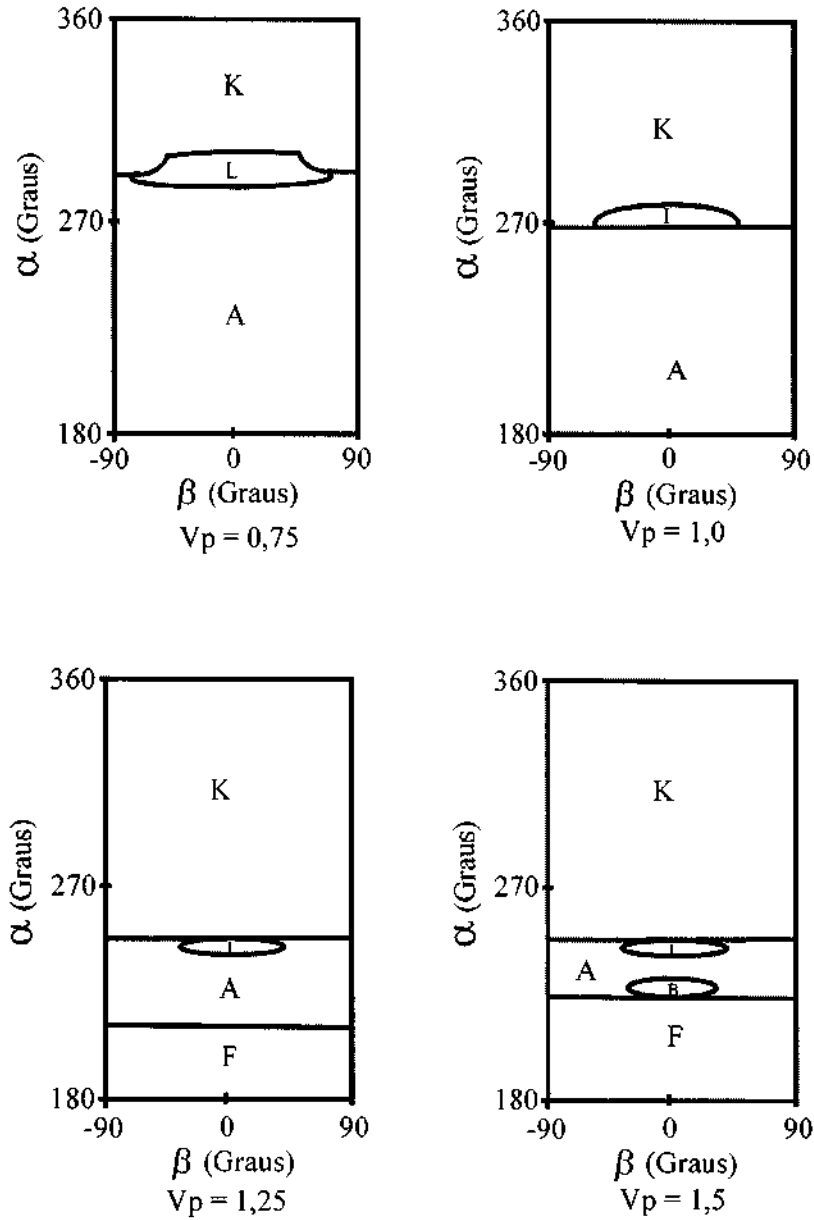 360
K
L
α (Graus)
270
A
180
-90 0 90
β (Graus)
Vp = 0,75
360
K
I
α (Graus)
270
A
180
-90 0 90
β (Graus)
Vp = 1,0
360
K
α (Graus)
270
I
A
F
180
-90 0 90
β (Graus)
Vp = 1,25
360
K
α (Graus)
270
I
A
B
F
180
-90 0 90
β (Graus)
Vp = 1,5